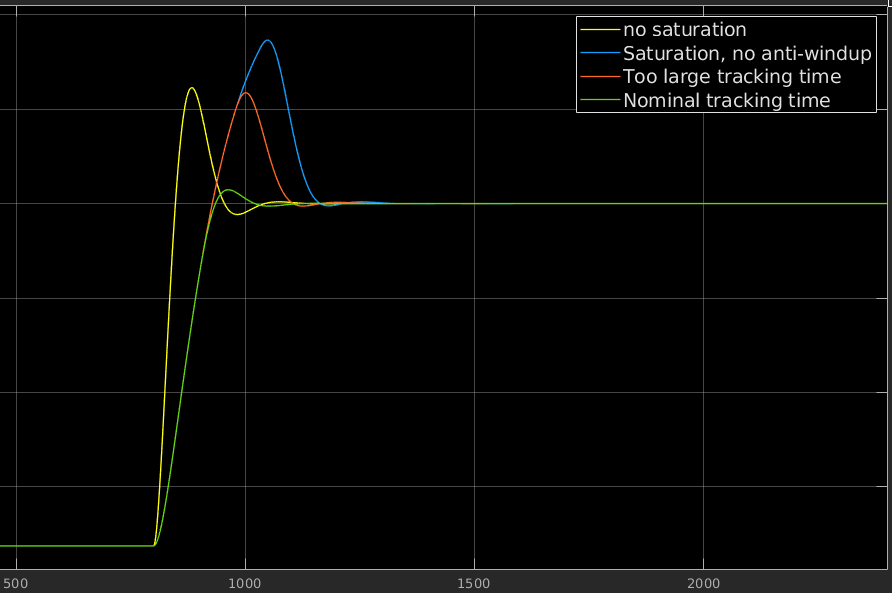 no saturation
Saturation, no anti-windup
Too large tracking time
Nominal tracking time
500 1000 1500 2000